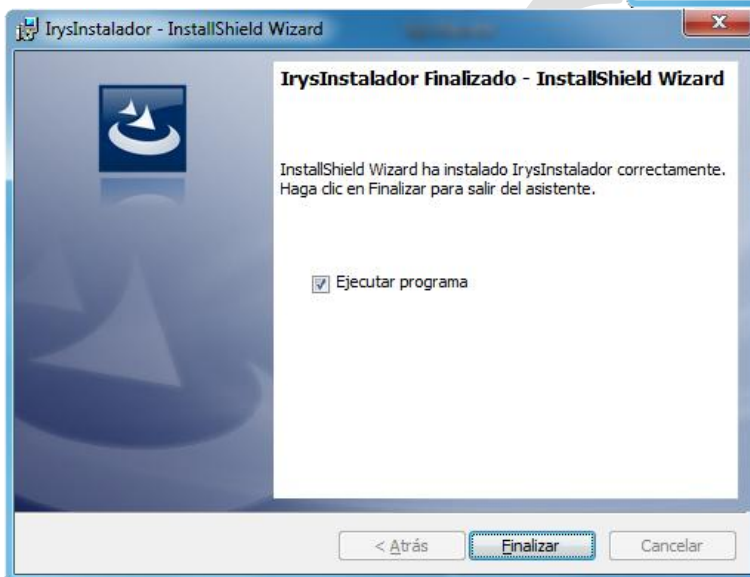 IrysInstalador - InstallShield Wizard
IrysInstalador Finalizado - InstallShield Wizard
InstallShield Wizard ha instalado IrysInstalador correctamente.
Haga clic en Finalizar para salir del asistente.
Ejecutar programa
< Atrás Finalizar Cancelar